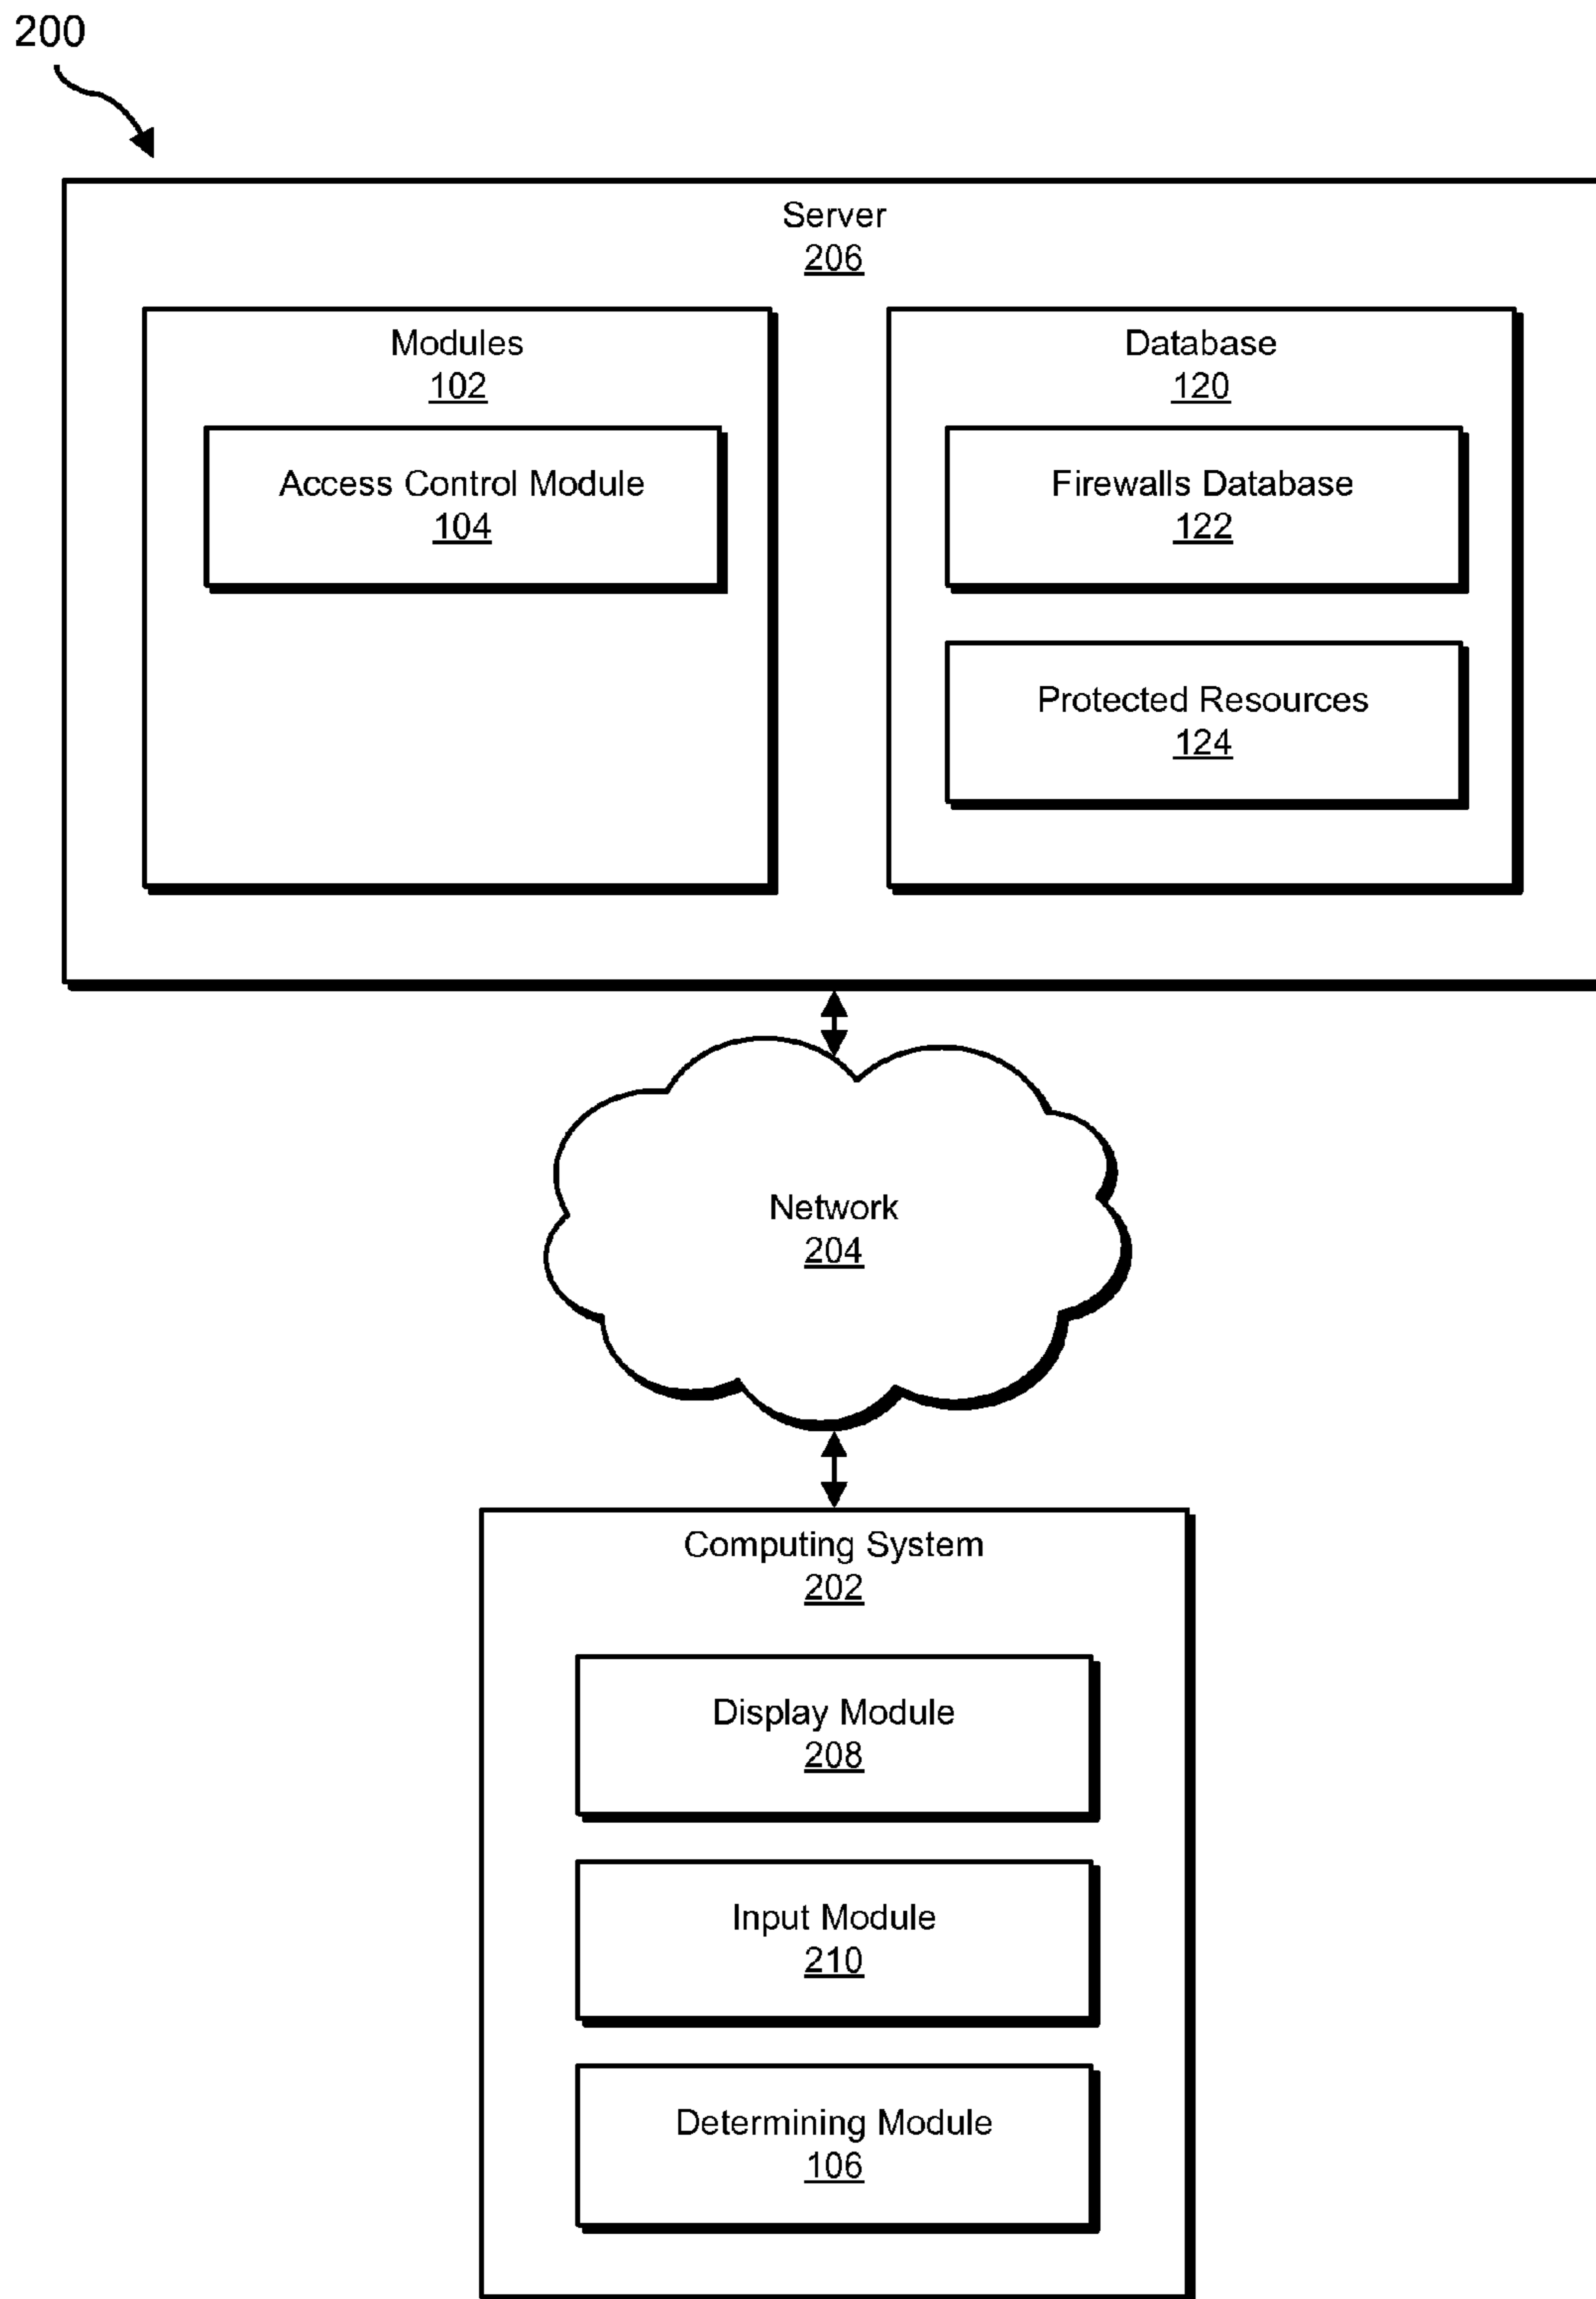 200
Server
206
Modules
102
Access Control Module
104
Database
120
Firewalls Database
122
Protected Resources
124
Network
204
Computing System
202
Display Module
208
Input Module
210
Determining Module
106